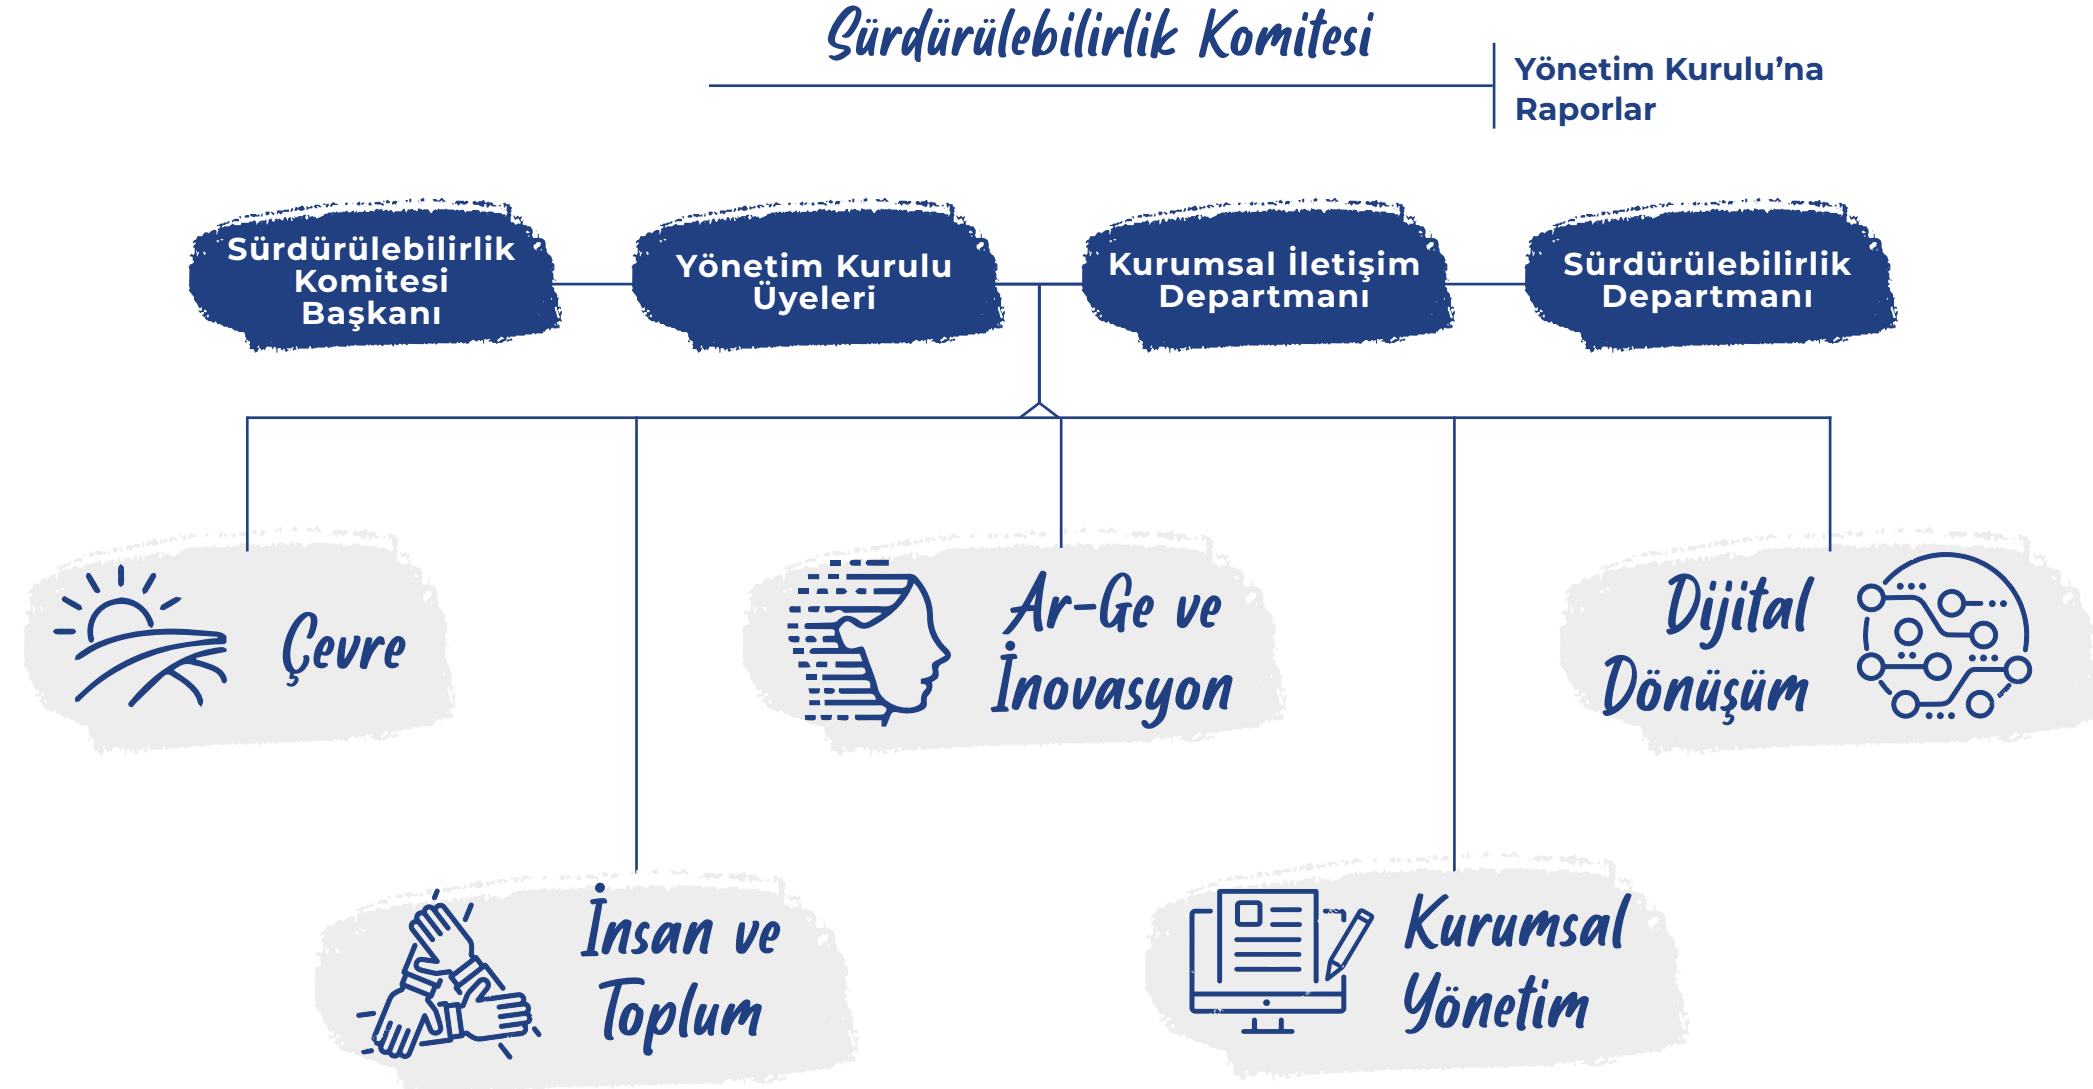 Sürdürülebilirlik Komitesi
Yönetim Kurulu’na
Raporlar
Sürdürülebilirlik
Komitesi
Başkanı
Yönetim Kurulu
Üyeleri
Kurumsal İletişim
Departmanı
Sürdürülebilirlik
Departmanı
Çevre
Ar-Ge ve
İnovasyon
Dijital
Dönüşüm
İnsan ve
Toplum
Kurumsal
Yönetim